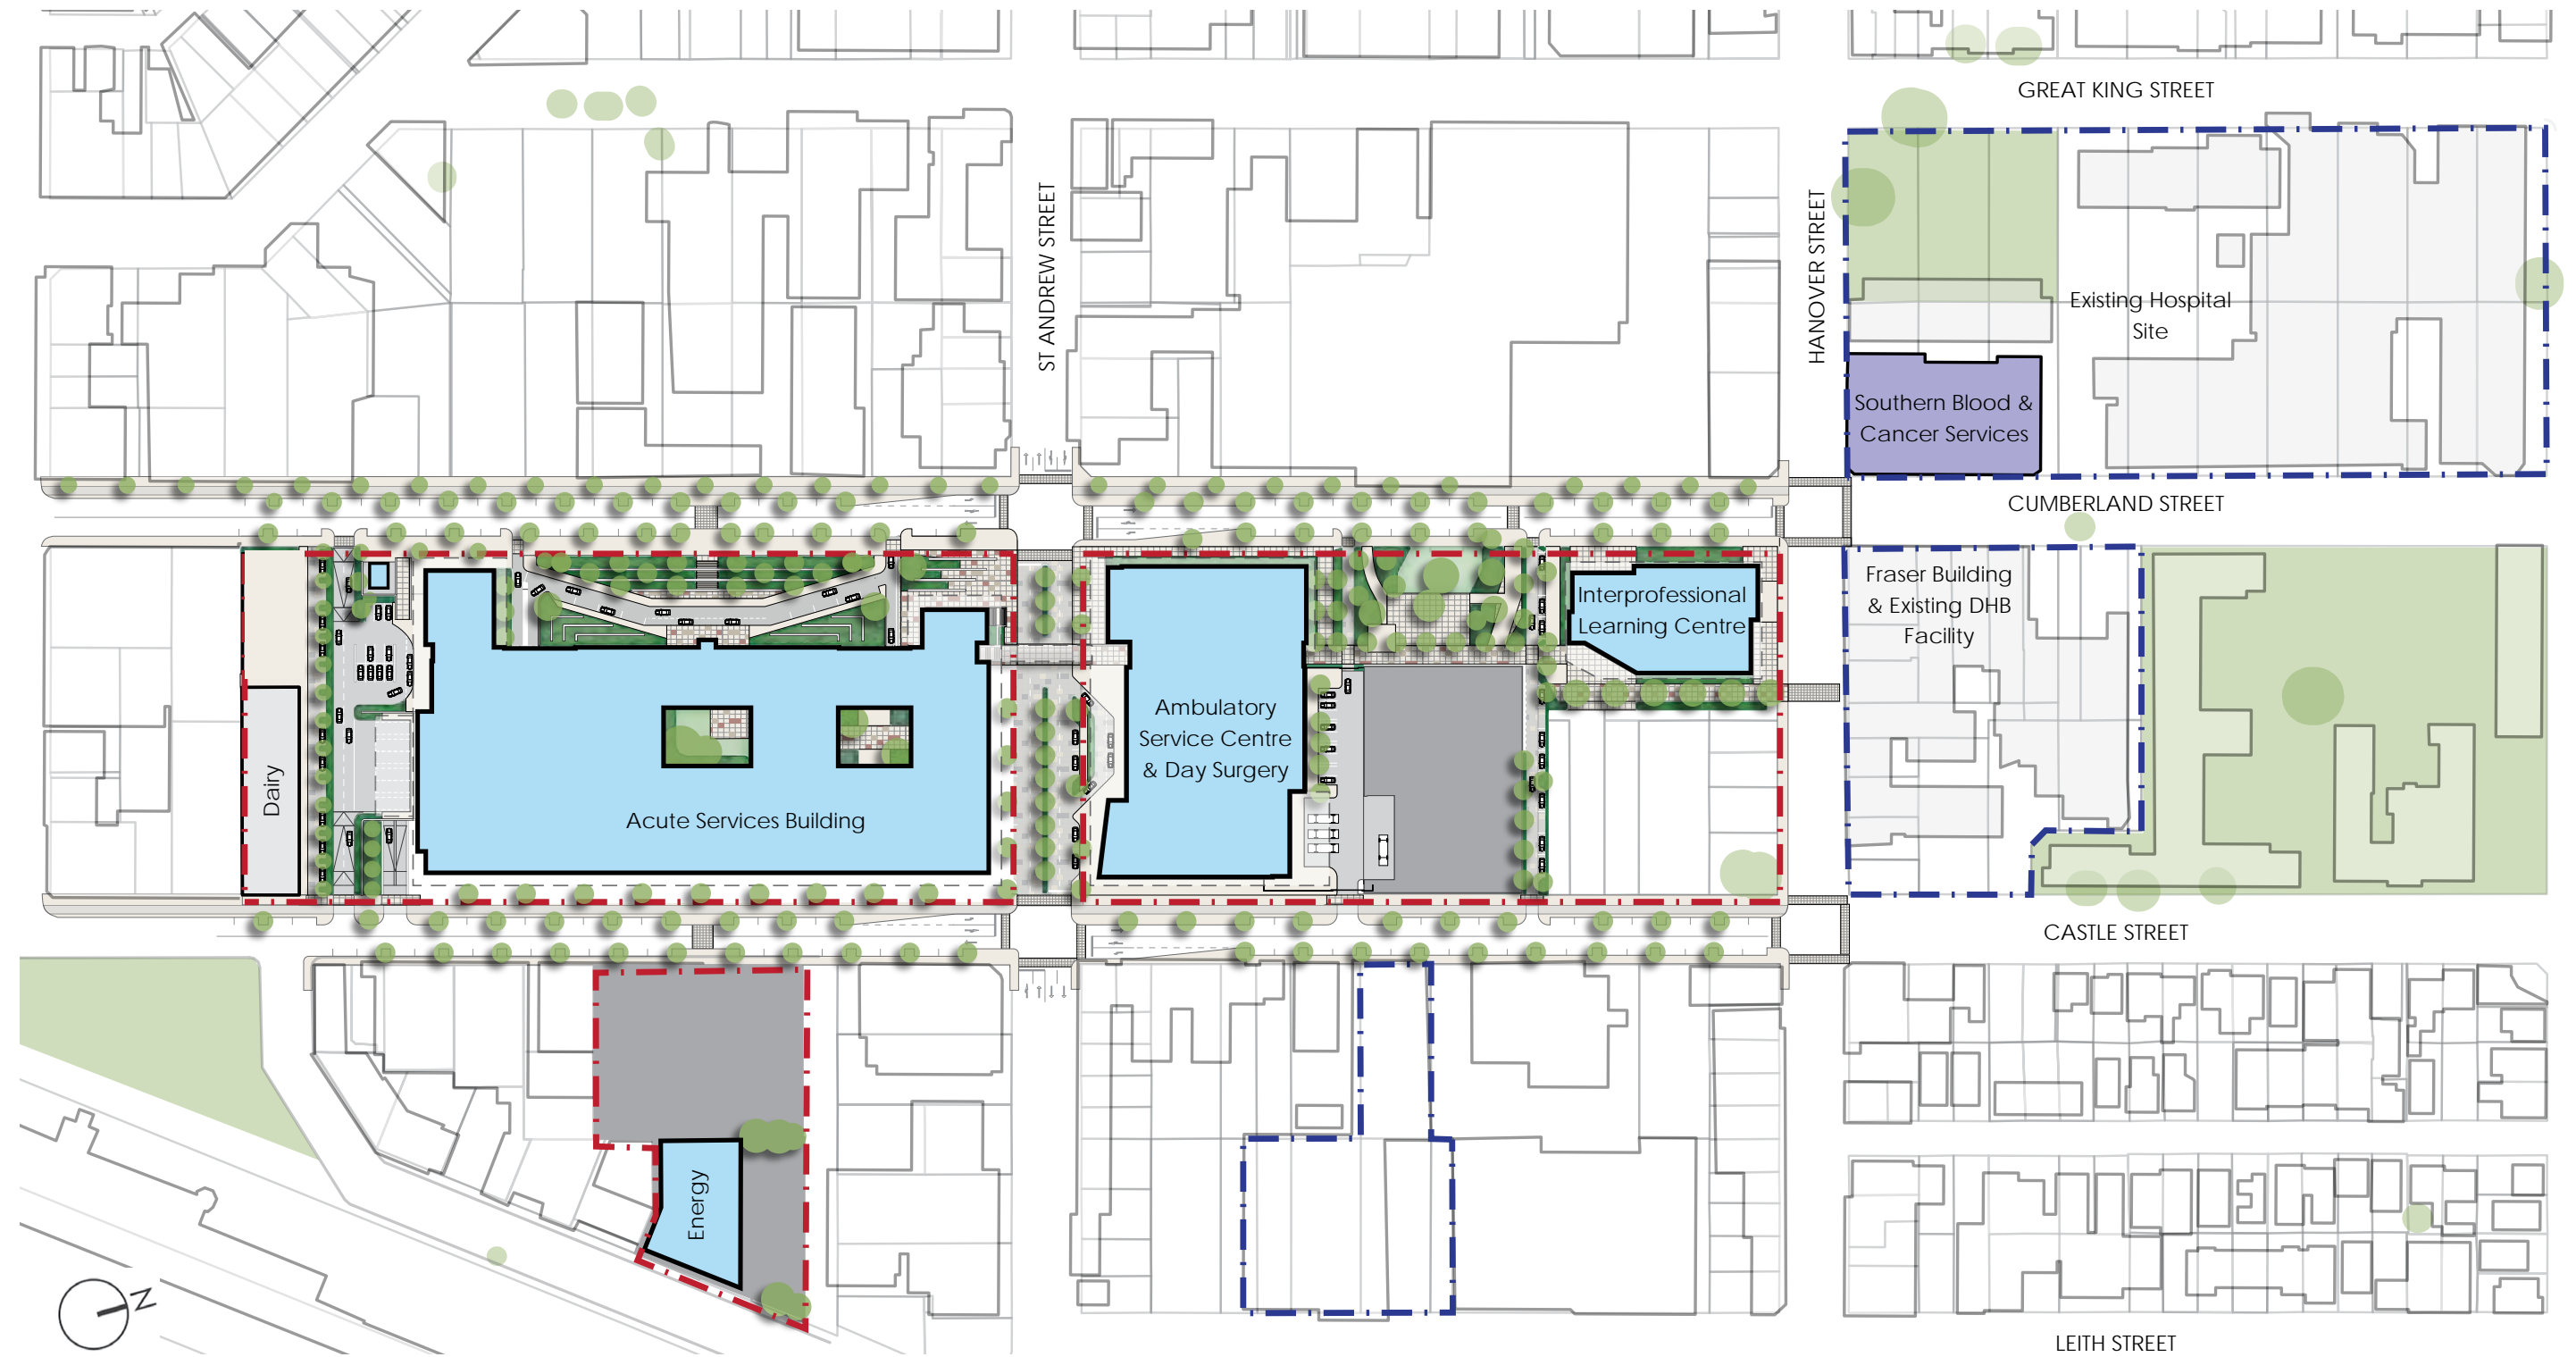 GREAT KING STREET
ST ANDREW STREET
HANOVER STREET
Existing Hospital
Site
Southern Blood &
Cancer Services
CUMBERLAND STREET
Fraser Building
& Existing DHB
Facility
Interprofessional
Learning Centre
Ambulatory
Service Centre
& Day Surgery
Dairy
Acute Services Building
CASTLE STREET
Energy
N
LEITH STREET